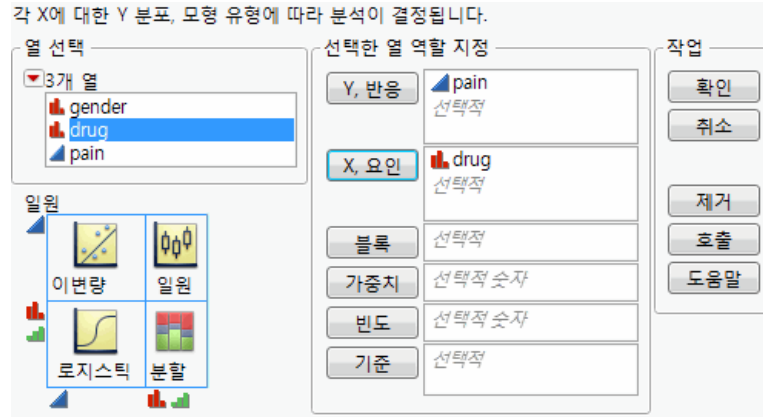 각 X에 대한 Y 분포, 모형 유형에 따라 분석이 결정됩니다.
열 선택
3개 열
gender
drug
pain
일원
이변량
일원
로지스틱
분할
선택한 열 역할 지정
Y, 반응
pain
선택적
X, 요인
drug
선택적
블록
선택적
가중치
선택적 숫자
빈도
선택적 숫자
기준
선택적
작업
확인
취소
제거
호출
도움말